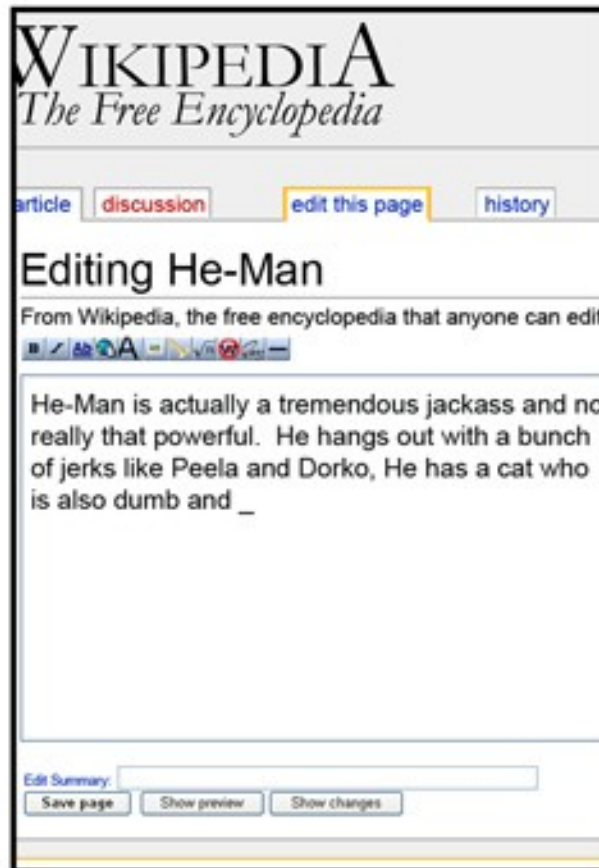 WIKIPEDIA
The Free Encyclopedia
article discussion edit this page history
Editing He-Man
From Wikipedia, the free encyclopedia that anyone can edit
He-Man is actually a tremendous jackass and no
really that powerful. He hangs out with a bunch
of jerks like Peela and Dorko, He has a cat who
is also dumb and _
Edit Summary:
Save page Show preview Show changes